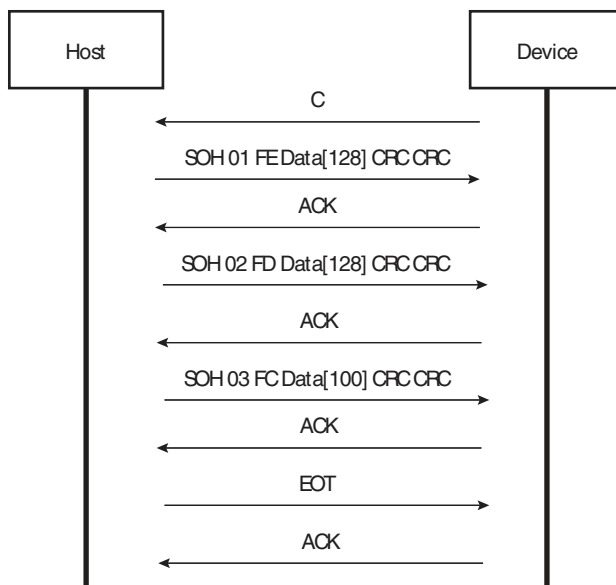 Host
Device
C
SOH 01 FE Data[128] CRC CRC
ACK
SOH 02 FD Data[128] CRC CRC
ACK
SOH 03 FC Data[100] CRC CRC
ACK
EOT
ACK